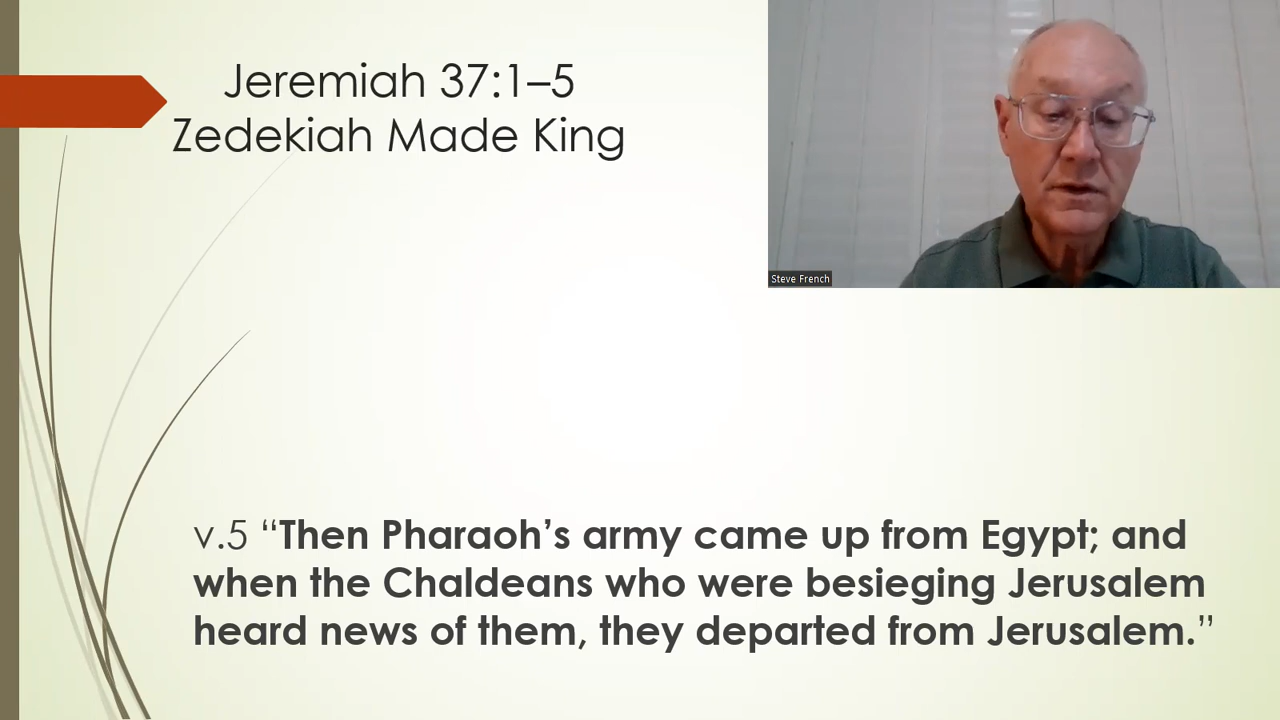 Jeremiah 37:1–5
Zedekiah Made King
Steve French
v.5 “Then Pharaoh’s army came up from Egypt; and
when the Chaldeans who were besieging Jerusalem
heard news of them, they departed from Jerusalem.”